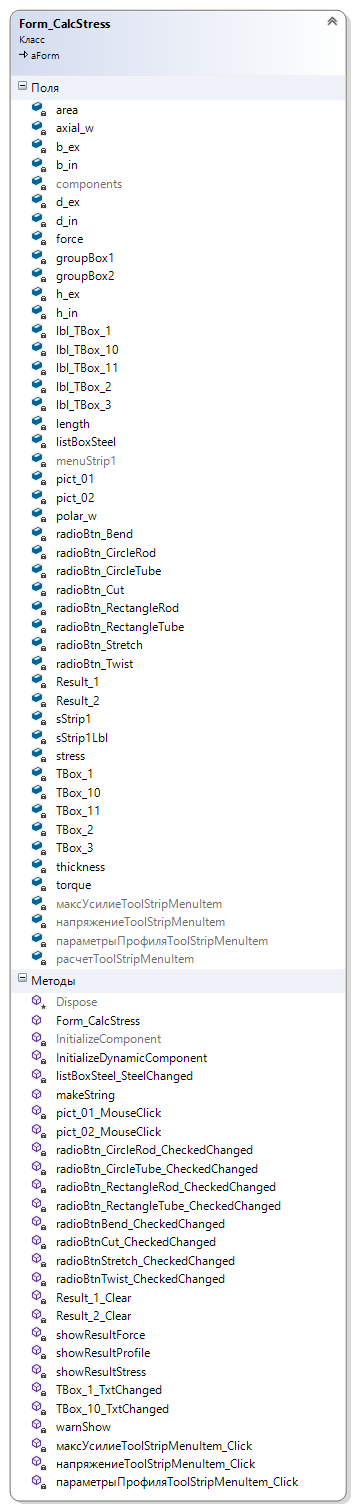 Form_CalcStress
Класс
aForm
Поля
area
axial_w
b_ex
b_in
components
d_ex
d_in
force
groupBox1
groupBox2
h_ex
h_in
lbl_TBox_1
lbl_TBox_10
lbl_TBox_11
lbl_TBox_2
lbl_TBox_3
length
listBoxSteel
menuStrip1
pict_01
pict_02
polar_w
radioBtn_Bend
radioBtn_CircleRod
radioBtn_CircleTube
radioBtn_Cut
radioBtn_RectangleRod
radioBtn_RectangleTube
radioBtn_Stretch
radioBtn_Twist
Result_1
Result_2
sStrip1
sStrip1Lbl
stress
TBox_1
TBox_10
TBox_11
TBox_2
TBox_3
thickness
torque
максУсилиеToolStripMenuItem
напряжениеToolStripMenuItem
параметрыПрофиляToolStripMenuItem
расчетToolStripMenuItem
Методы
Dispose
Form_CalcStress
InitializeComponent
InitializeDynamicComponent
listBoxSteel_SteelChanged
makeString
pict_01_MouseClick
pict_02_MouseClick
radioBtn_CircleRod_CheckedChanged
radioBtn_CircleTube_CheckedChanged
radioBtn_RectangleRod_CheckedChanged
radioBtn_RectangleTube_CheckedChanged
radioBtnBend_CheckedChanged
radioBtnCut_CheckedChanged
radioBtnStretch_CheckedChanged
radioBtnTwist_CheckedChanged
Result_1_Clear
Result_2_Clear
showResultForce
showResultProfile
showResultStress
TBox_1_TxtChanged
TBox_10_TxtChanged
warnShow
максУсилиеToolStripMenuItem_Click
напряжениеToolStripMenuItem_Click
параметрыПрофиляToolStripMenuItem_Click